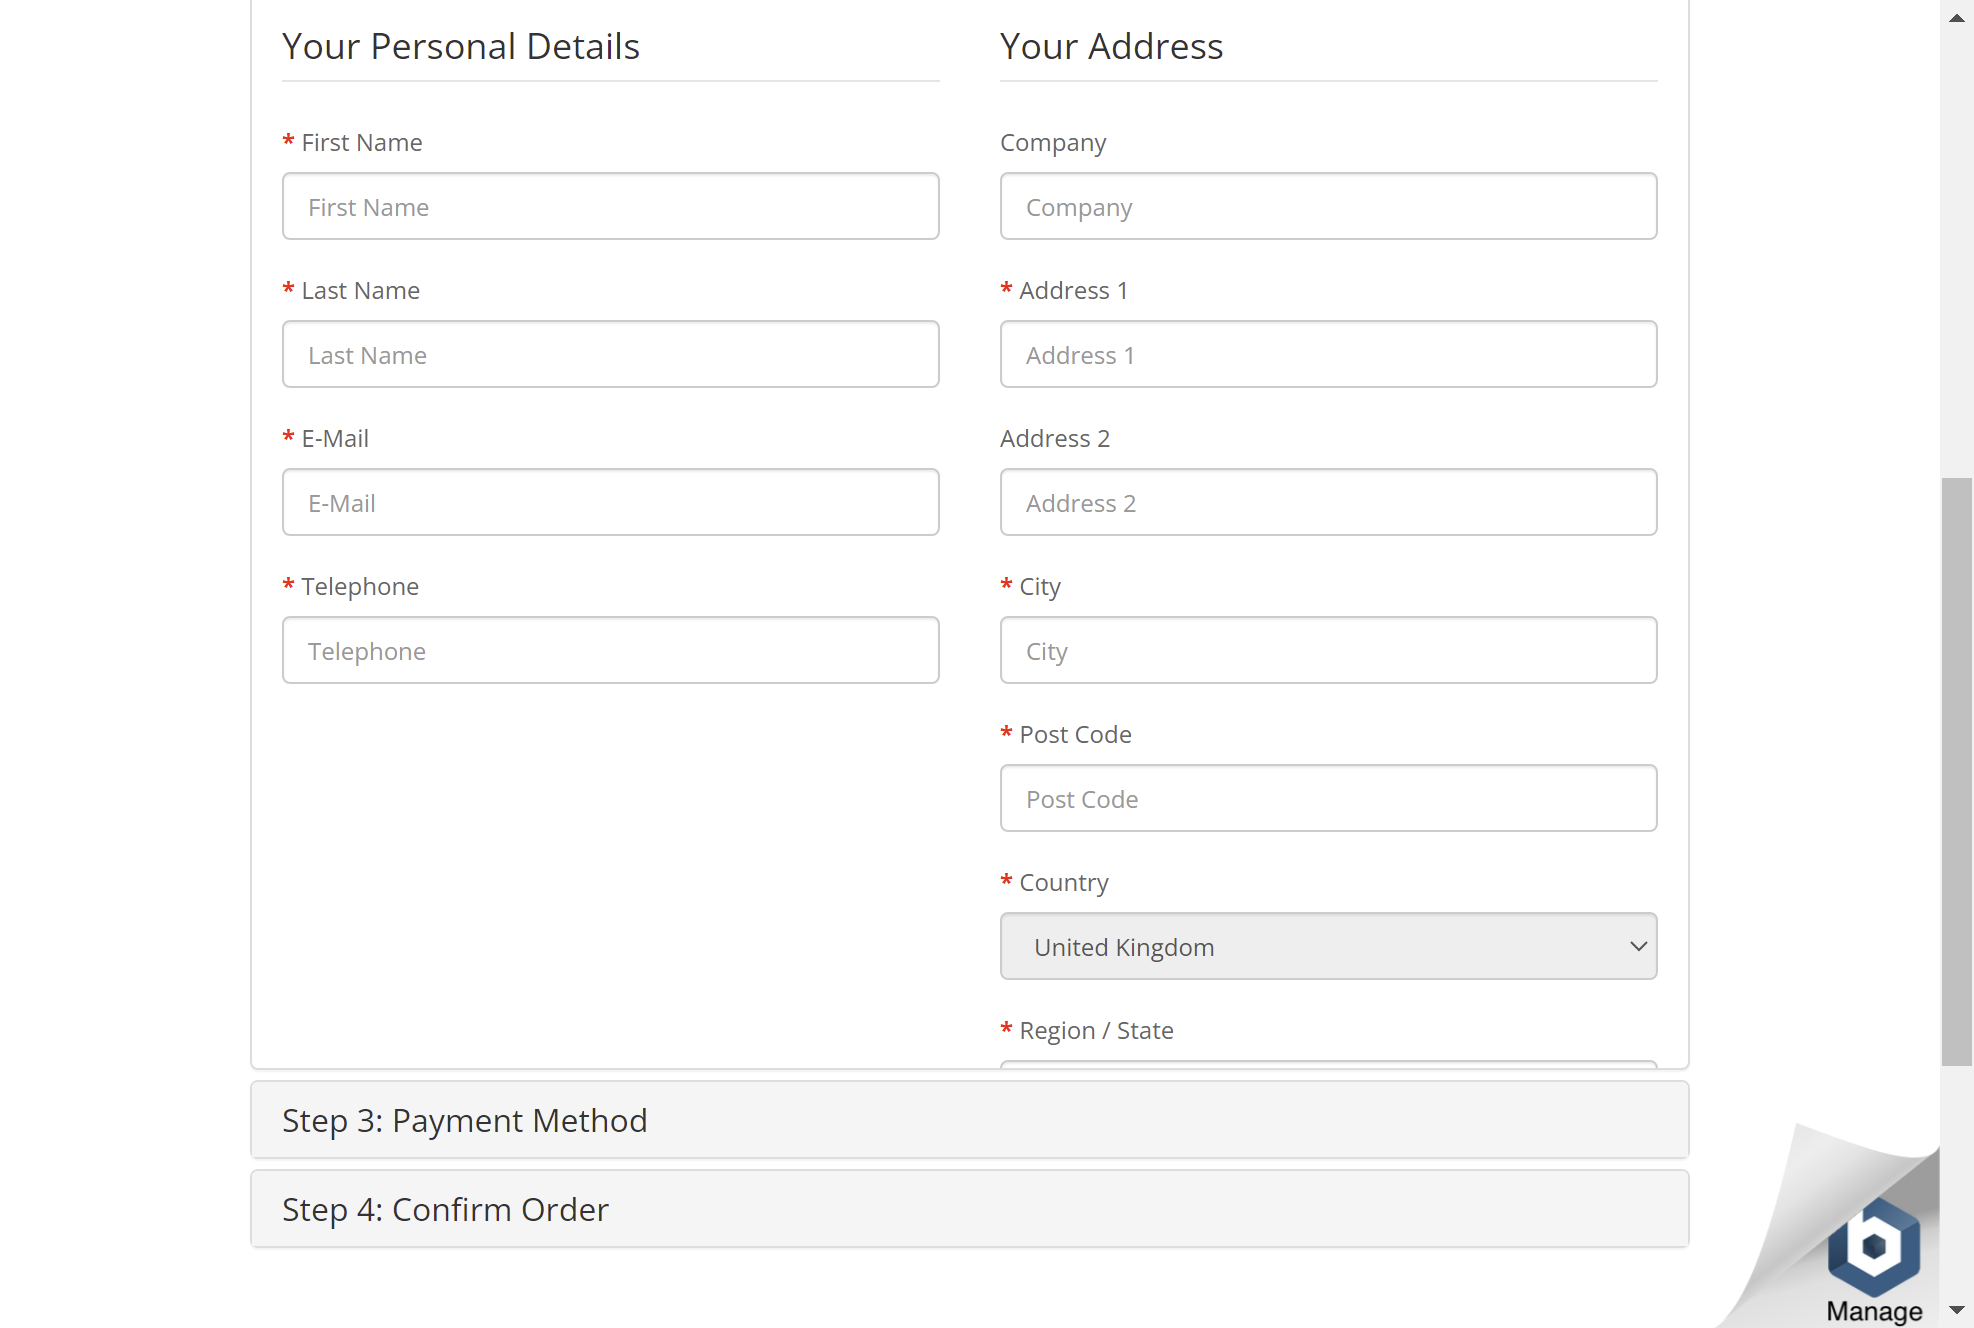 Your Personal Details
* First Name
First Name
* Last Name
Last Name
* E-Mail
E-Mail
* Telephone
Telephone
Your Address
Company
Company
* Address 1
Address 1
Address 2
Address 2
* City
City
* Post Code
Post Code
* Country
United Kingdom
* Region / State
Step 3: Payment Method
Step 4: Confirm Order
b
Manage